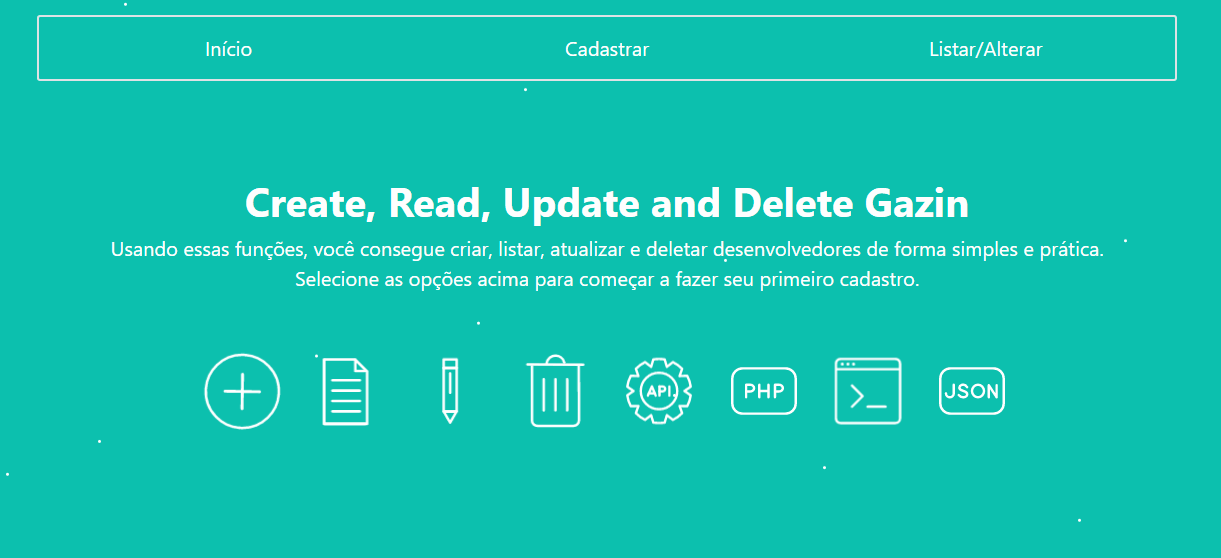 Início
Cadastrar
Listar/Alterar
Create, Read, Update and Delete Gazin
Usando essas funções, você consegue criar, listar, atualizar e deletar desenvolvedores de forma simples e prática.
Selecione as opções acima para começar a fazer seu primeiro cadastro.
API
PHP
JSON